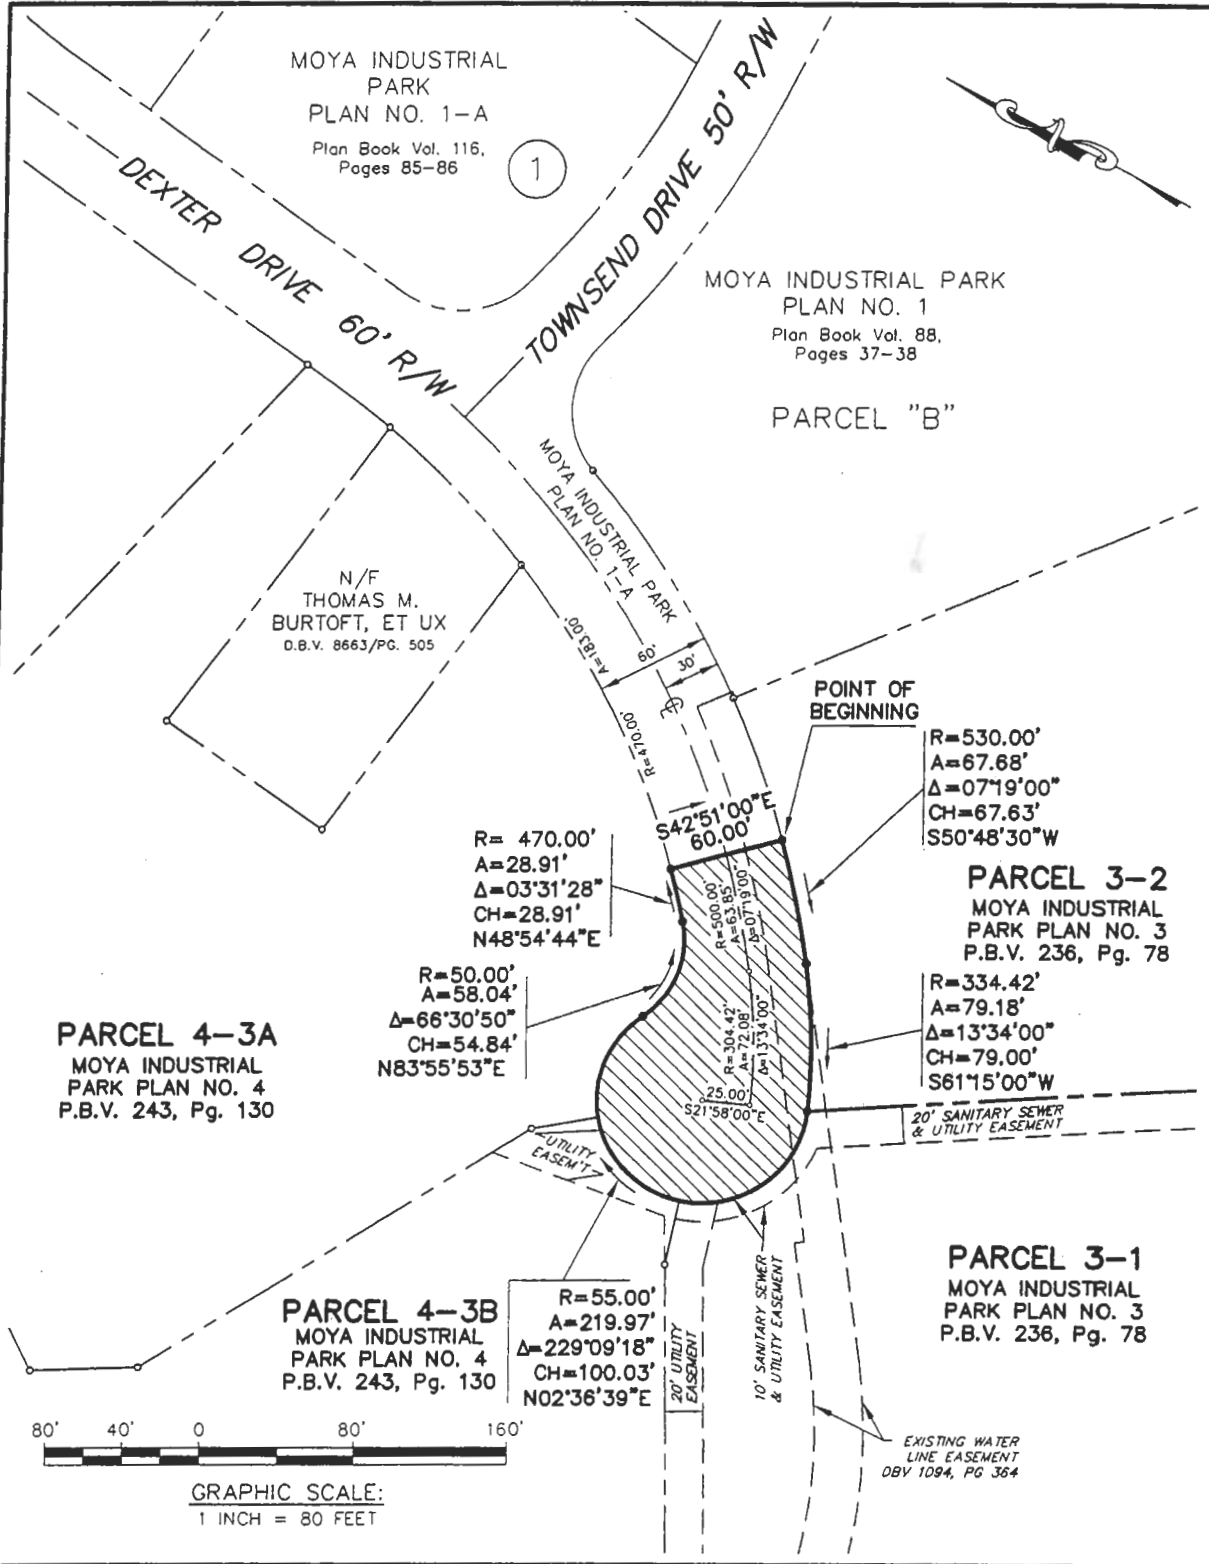 MOYA INDUSTRIAL
PARK
PLAN NO. 1-A
Plan Book Vol. 116,
Pages 85-86
1
DEXTER DRIVE 60' R/W
TOWNSEND DRIVE 50' R/W
MOYA INDUSTRIAL PARK
PLAN NO. 1
Plan Book Vol. 88,
Pages 37-38
PARCEL "B"
MOYA INDUSTRIAL PARK
PLAN NO. 1-A
N/F
THOMAS M.
BURTOFT, ET UX
D.B.V. 8663/PG. 505
A=183.00'
60'
30'
R=470.00'
POINT OF
BEGINNING
R=530.00'
A=67.68'
Δ=07°19'00"
CH=67.63'
S50°48'30"W
S42°51'00"E
60.00'
R= 470.00'
A=28.91'
Δ=03°31'28"
CH=28.91'
N48°54'44"E
R=500.00'
A=63.85'
Δ=07°19'00"
PARCEL 3-2
MOYA INDUSTRIAL
PARK PLAN NO. 3
P.B.V. 236, Pg. 78
R=50.00'
A=58.04'
Δ=66°30'50"
CH=54.84'
N83°55'53"E
R=334.42'
A=79.18'
Δ=13°34'00"
CH=79.00'
S61°15'00"W
R=304.42'
A=72.08'
Δ=13°34'00"
PARCEL 4-3A
MOYA INDUSTRIAL
PARK PLAN NO. 4
P.B.V. 243, Pg. 130
25.00'
S21°58'00"E
20' SANITARY SEWER
& UTILITY EASEMENT
UTILITY
EASEM'T
PARCEL 3-1
MOYA INDUSTRIAL
PARK PLAN NO. 3
P.B.V. 236, Pg. 78
PARCEL 4-3B
MOYA INDUSTRIAL
PARK PLAN NO. 4
P.B.V. 243, Pg. 130
R=55.00'
A=219.97'
Δ=229°09'18"
CH=100.03'
N02°36'39"E
20' UTILITY
EASEMENT
10' SANITARY SEWER
& UTILITY EASEMENT
EXISTING WATER
LINE EASEMENT
DBV 1094, PG 364
80' 40' 0 80' 160'
GRAPHIC SCALE:
1 INCH = 80 FEET